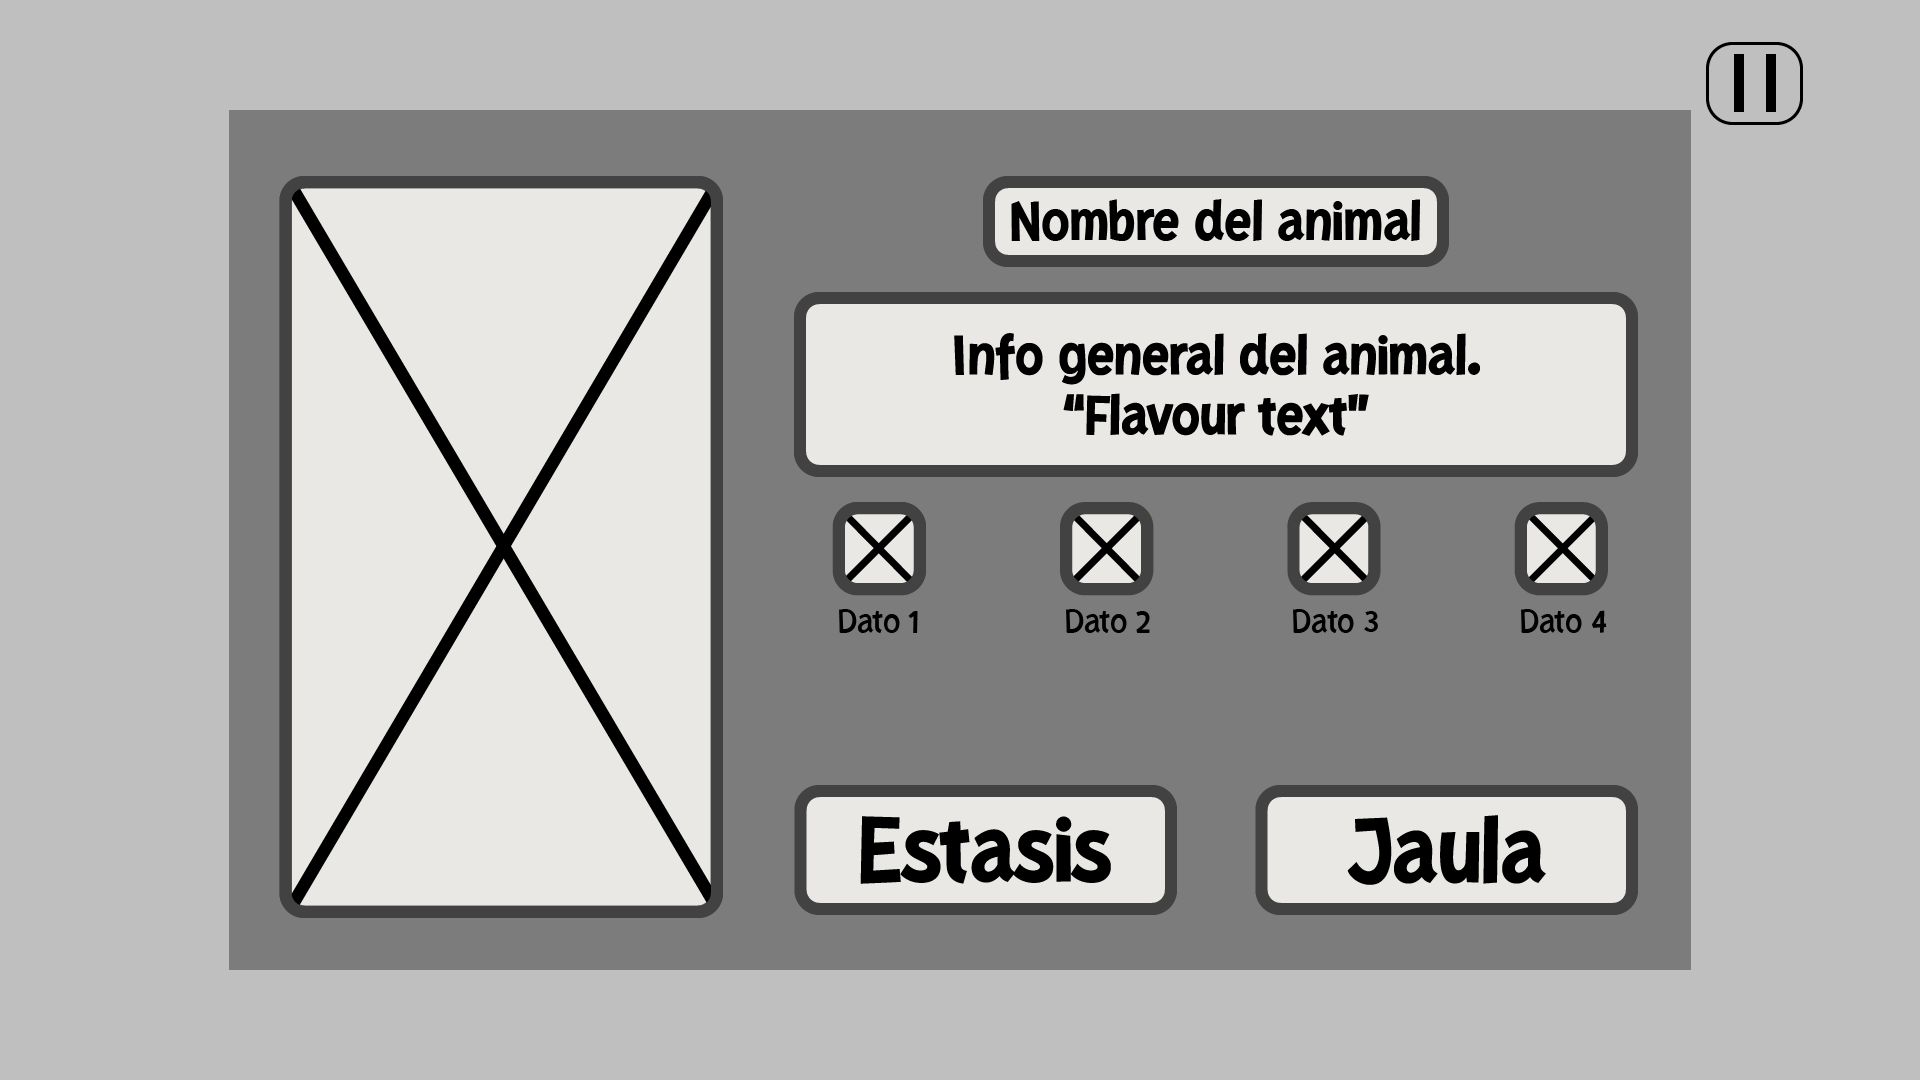 Nombre del animal
Info general del animal.
“Flavour text”
Dato 1
Dato 2
Dato 3
Dato 4
Estasis
Jaula